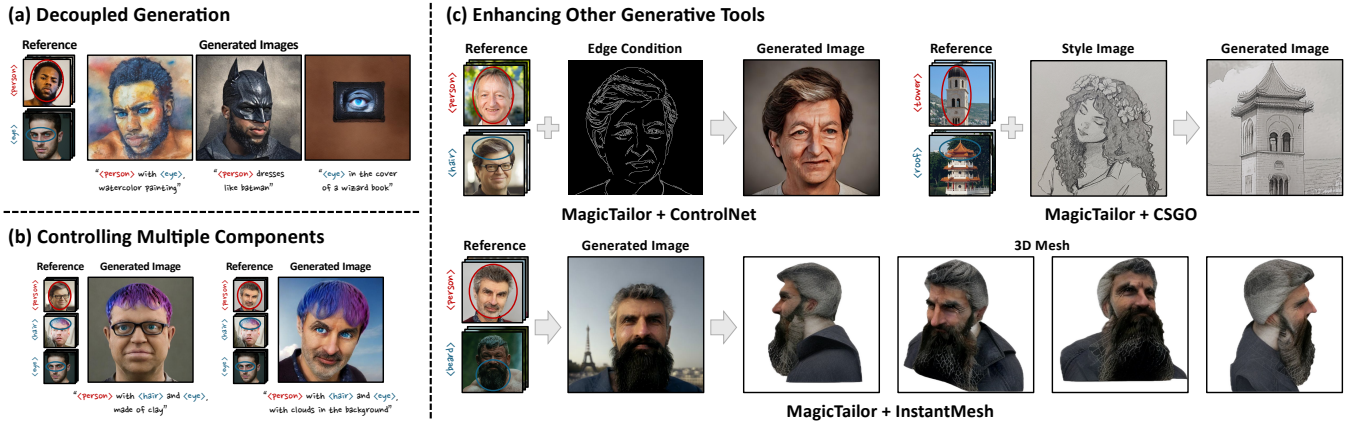 (a) Decoupled Generation
Reference
Generated Images
<person>
<eye>
"<person> with <eye>,
watercolor painting"
"<person> dresses
like batman"
"<eye> in the cover
of a wizard book"
(b) Controlling Multiple Components
Reference
Generated Image
<person>
<hair>
<eye>
"<person> with <hair> and <eye>,
made of clay"
Reference
Generated Image
<person>
<hair>
<eye>
"<person> with <hair> and <eye>,
with clouds in the background"
(c) Enhancing Other Generative Tools
Reference
Edge Condition
Generated Image
<person>
<hair>
MagicTailor + ControlNet
Reference
Style Image
Generated Image
<tower>
<roof>
MagicTailor + CSGO
Reference
Generated Image
3D Mesh
<person>
<beard>
MagicTailor + InstantMesh